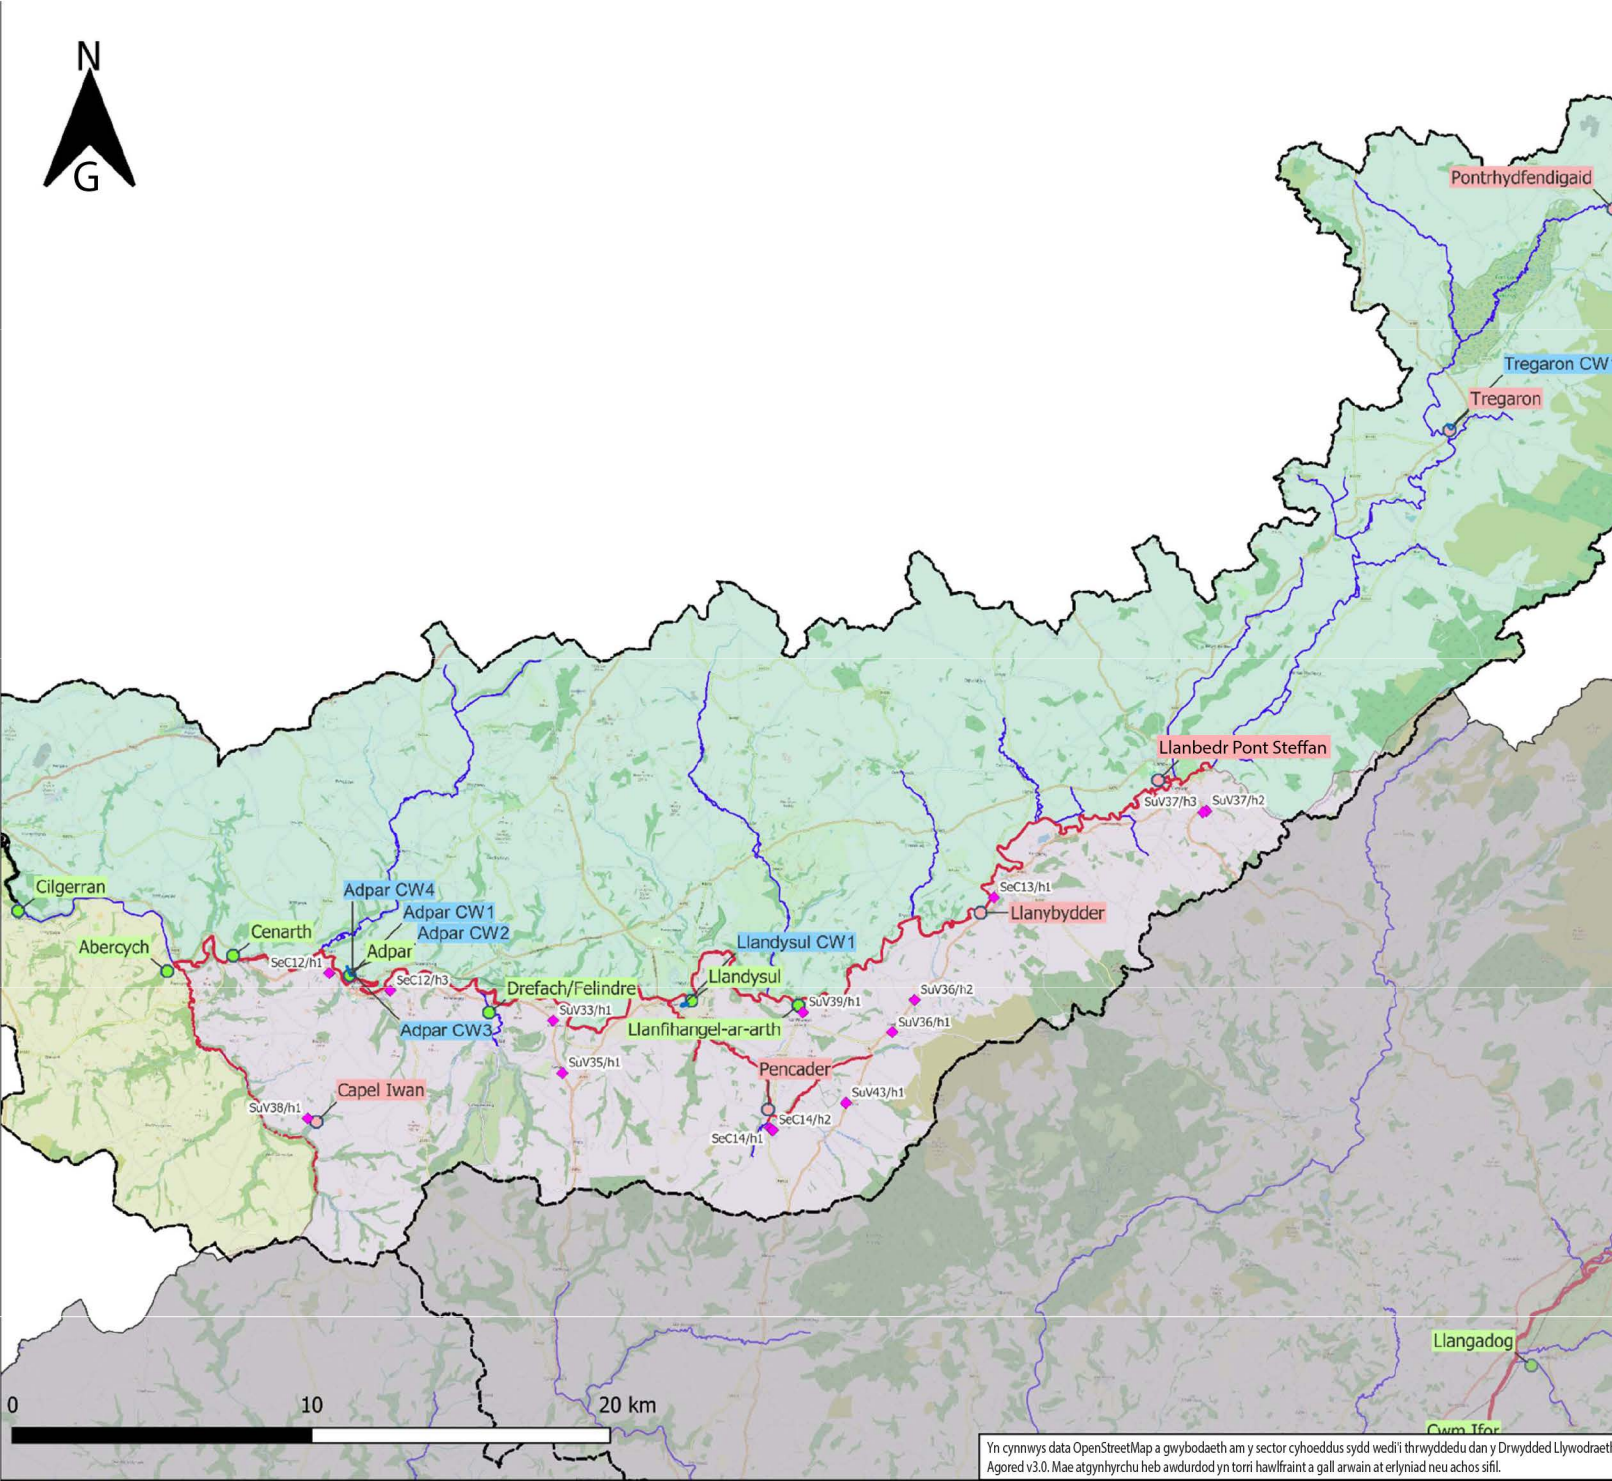 N
G
Pontrhydfendigaid
Tregaron CW
Tregaron
Llanbedr Pont Steffan
SuV37/h3
SuV37/h2
Cilgerran
Adpar CW4
SeC13/h1
Adpar CW1
Llanybydder
Cenarth
Adpar CW2
Abercych
Adpar
Llandysul CW1
SeC12/h1
SeC12/h3
Llandysul
Drefach/Felindre
SuV36/h2
SuV39/h1
SuV33/h1
Adpar CW3
Llanfihangel-ar-arth
SuV36/h1
SuV35/h1
Pencader
Capel Iwan
SuV43/h1
SuV38/h1
SeC14/h2
SeC14/h1
Llangadog
0 10 20 km
Cwm Ifor
Yn cynnwys data OpenStreetMap a gwybodaeth am y sector cyhoeddus sydd wedi'i thrwyddedu dan y Drwydded Llywodraeth
Agored v3.0. Mae atgynhyrchu heb awdurdod yn torri hawlfraint a gall arwain at erlyniad neu achos sifil.